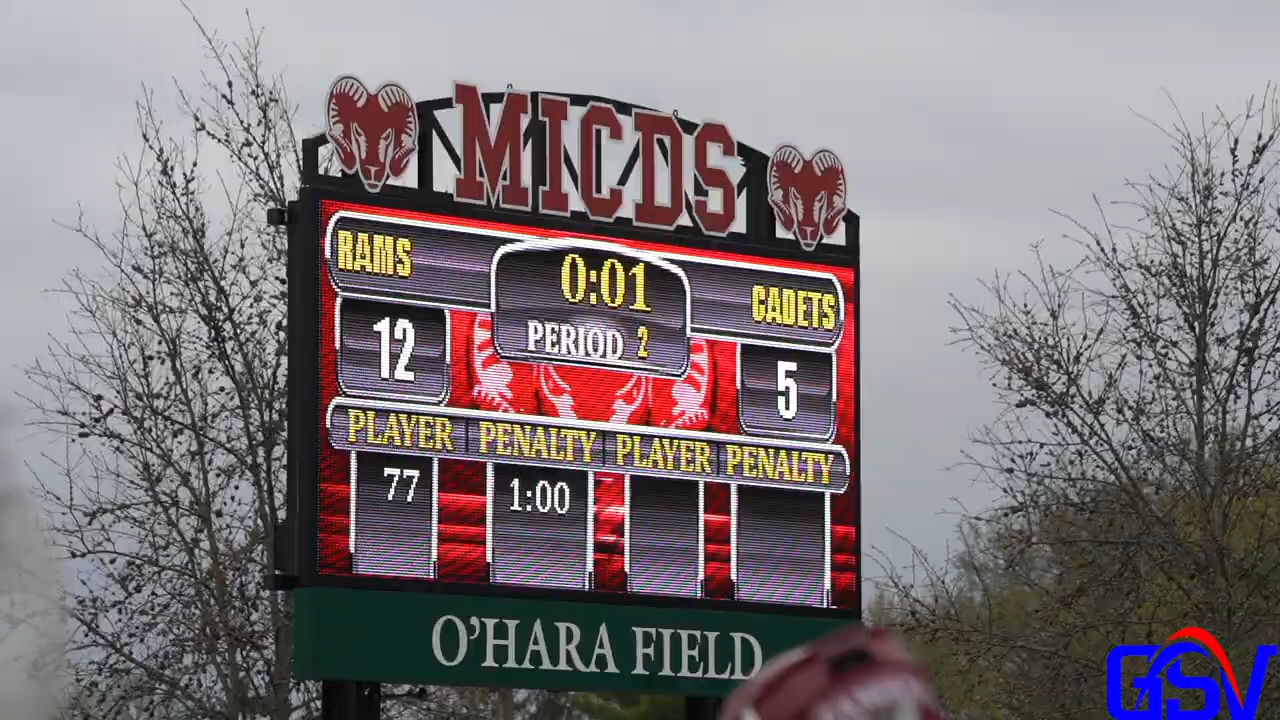 MICDS
RAMS 0:01 CADETS
PERIOD 2
12 5
PLAYER PENALTY PLAYER PENALTY
77 1:00
O'HARA FIELD
GSV